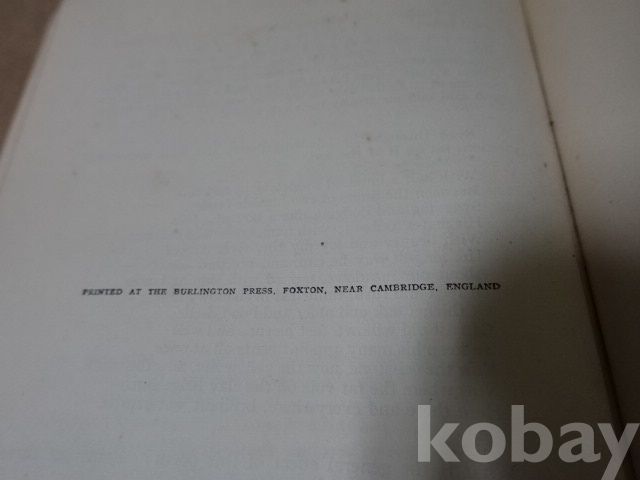 PRINTED AT THE BURLINGTON PRESS, FOXTON, NEAR CAMBRIDGE, ENGLAND
kobay